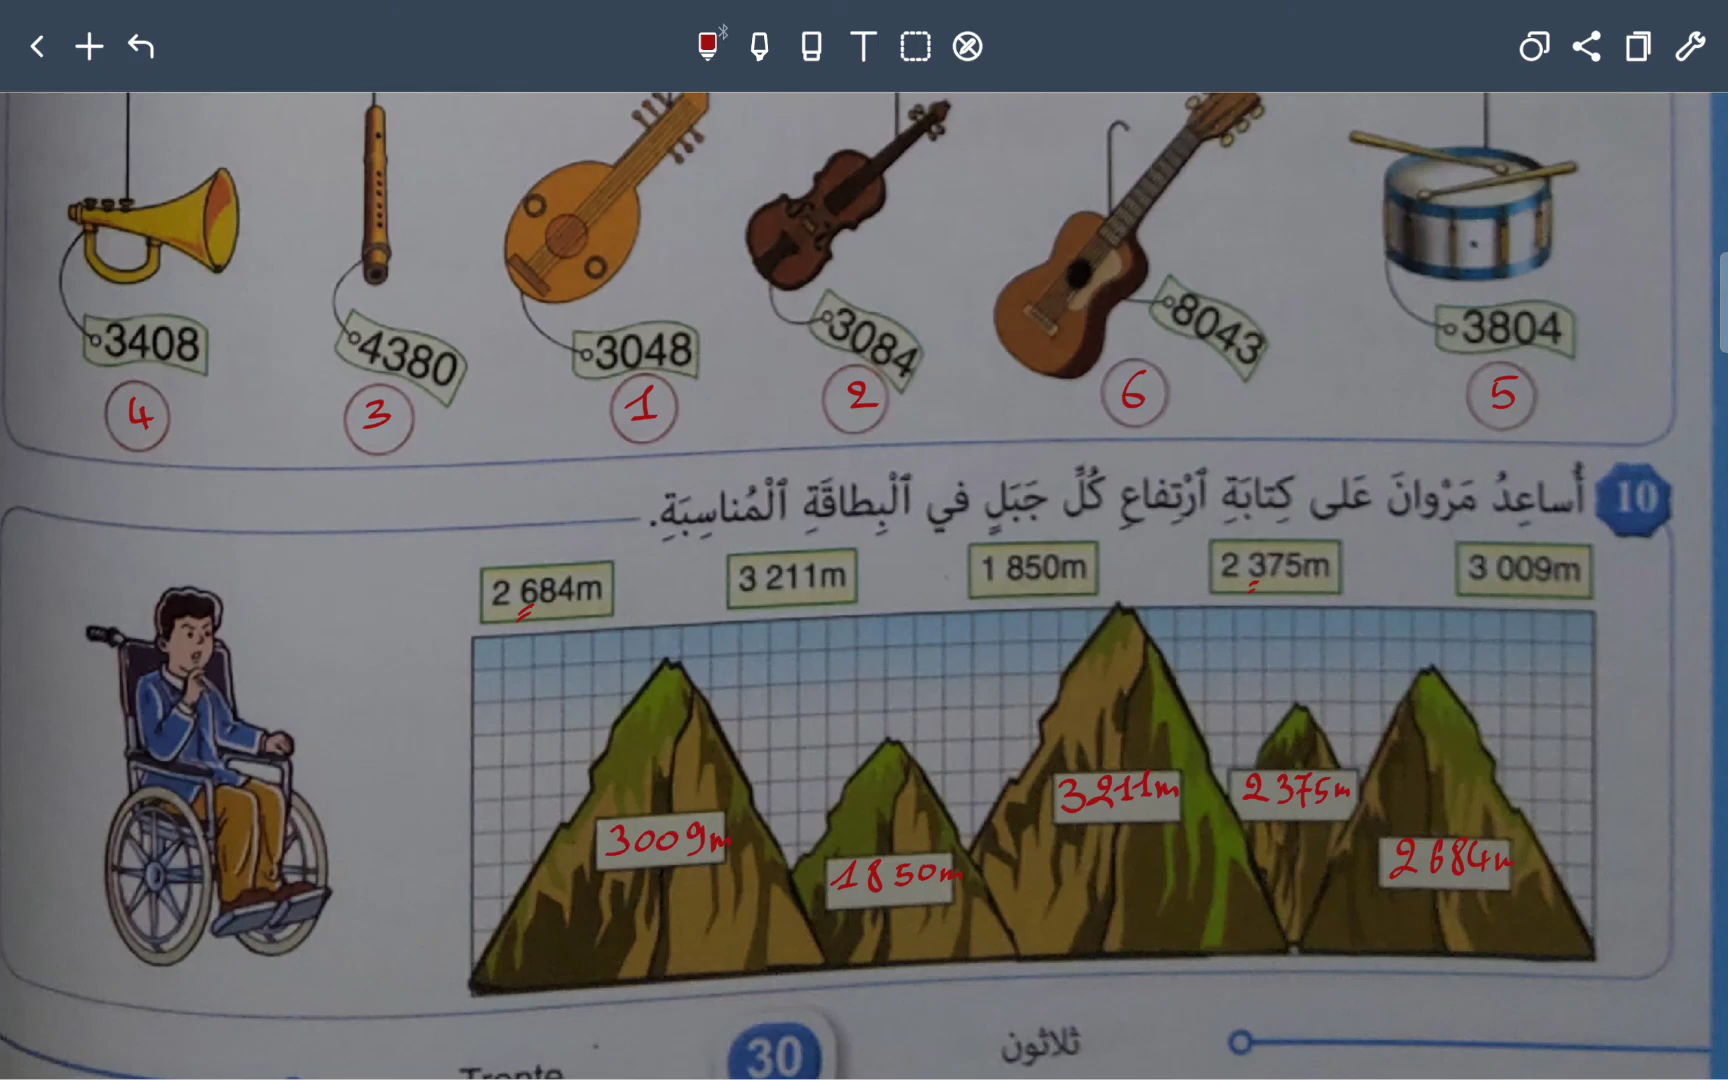 3408 4380 3048 3084 8043 3804
4 3 1 2 6 5
10 أُساعِدُ مَرْوانَ عَلى كِتابَةِ ٱرْتِفاعِ كُلِّ جَبَلٍ في ٱلْبِطاقَةِ ٱلْمُناسِبَةِ.
2 684m 3 211m 1 850m 2 375m 3 009m
3009m 1850m 3211m 2375m 2684m
Trente 30 ثلاثون